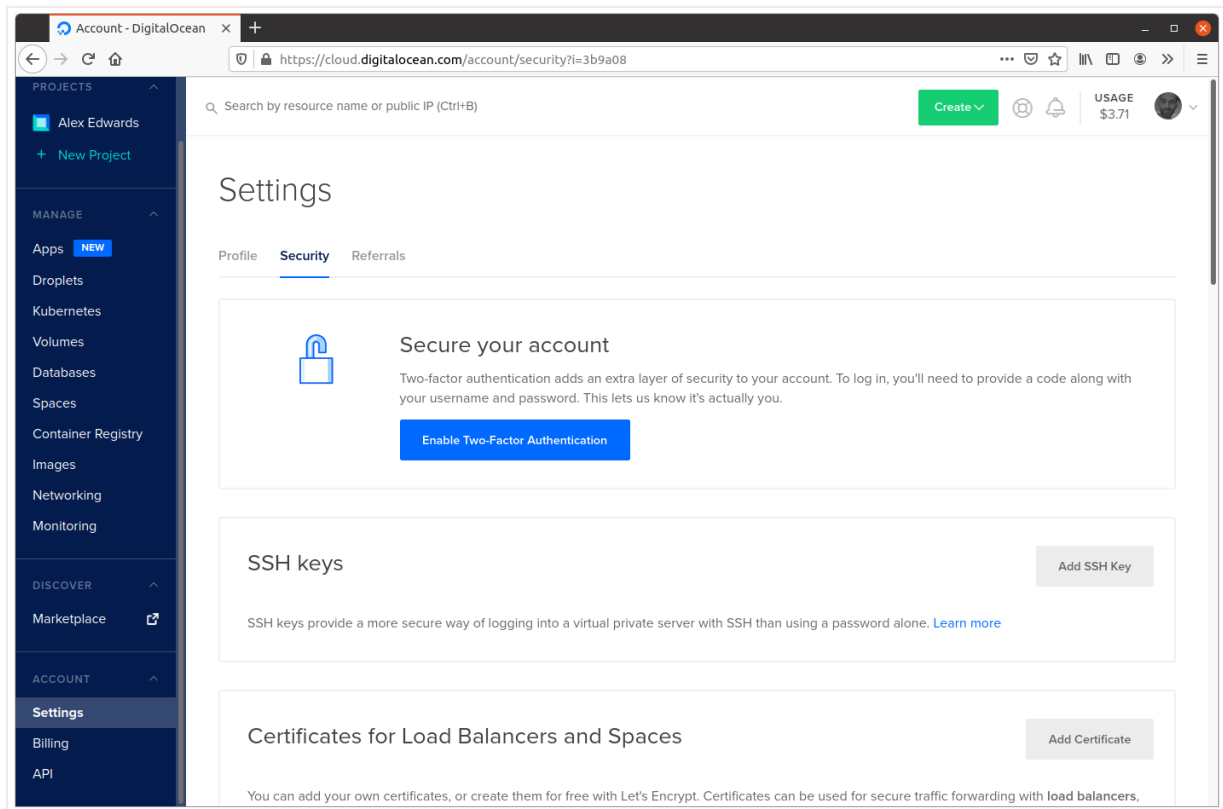 Account - DigitalOcean
https://cloud.digitalocean.com/account/security?i=3b9a08
PROJECTS
Alex Edwards
+ New Project
MANAGE
Apps NEW
Droplets
Kubernetes
Volumes
Databases
Spaces
Container Registry
Images
Networking
Monitoring
DISCOVER
Marketplace
ACCOUNT
Settings
Billing
API
Search by resource name or public IP (Ctrl+B)
Create
USAGE
$3.71
Settings
Profile Security Referrals
Secure your account
Two-factor authentication adds an extra layer of security to your account. To log in, you'll need to provide a code along with
your username and password. This lets us know it's actually you.
Enable Two-Factor Authentication
SSH keys
Add SSH Key
SSH keys provide a more secure way of logging into a virtual private server with SSH than using a password alone. Learn more
Certificates for Load Balancers and Spaces
Add Certificate
You can add your own certificates, or create them for free with Let's Encrypt. Certificates can be used for secure traffic forwarding with load balancers,